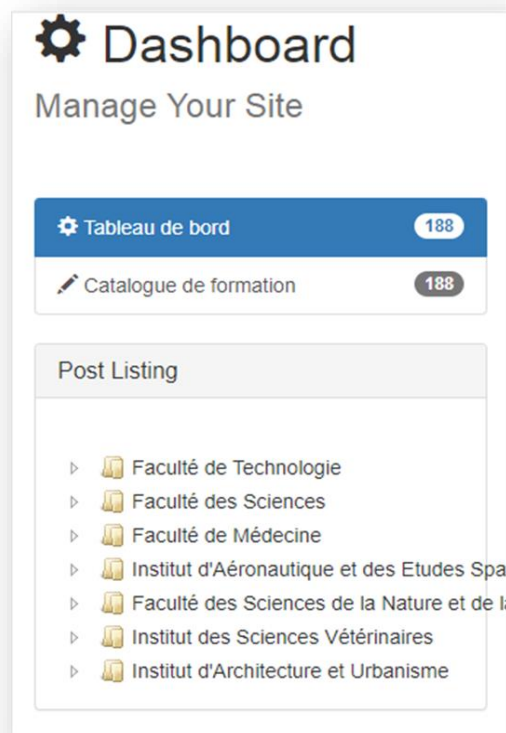 Dashboard
Manage Your Site
Tableau de bord 188
Catalogue de formation 188
Post Listing
Faculté de Technologie
Faculté des Sciences
Faculté de Médecine
Institut d'Aéronautique et des Etudes Spa
Faculté des Sciences de la Nature et de la
Institut des Sciences Vétérinaires
Institut d'Architecture et Urbanisme